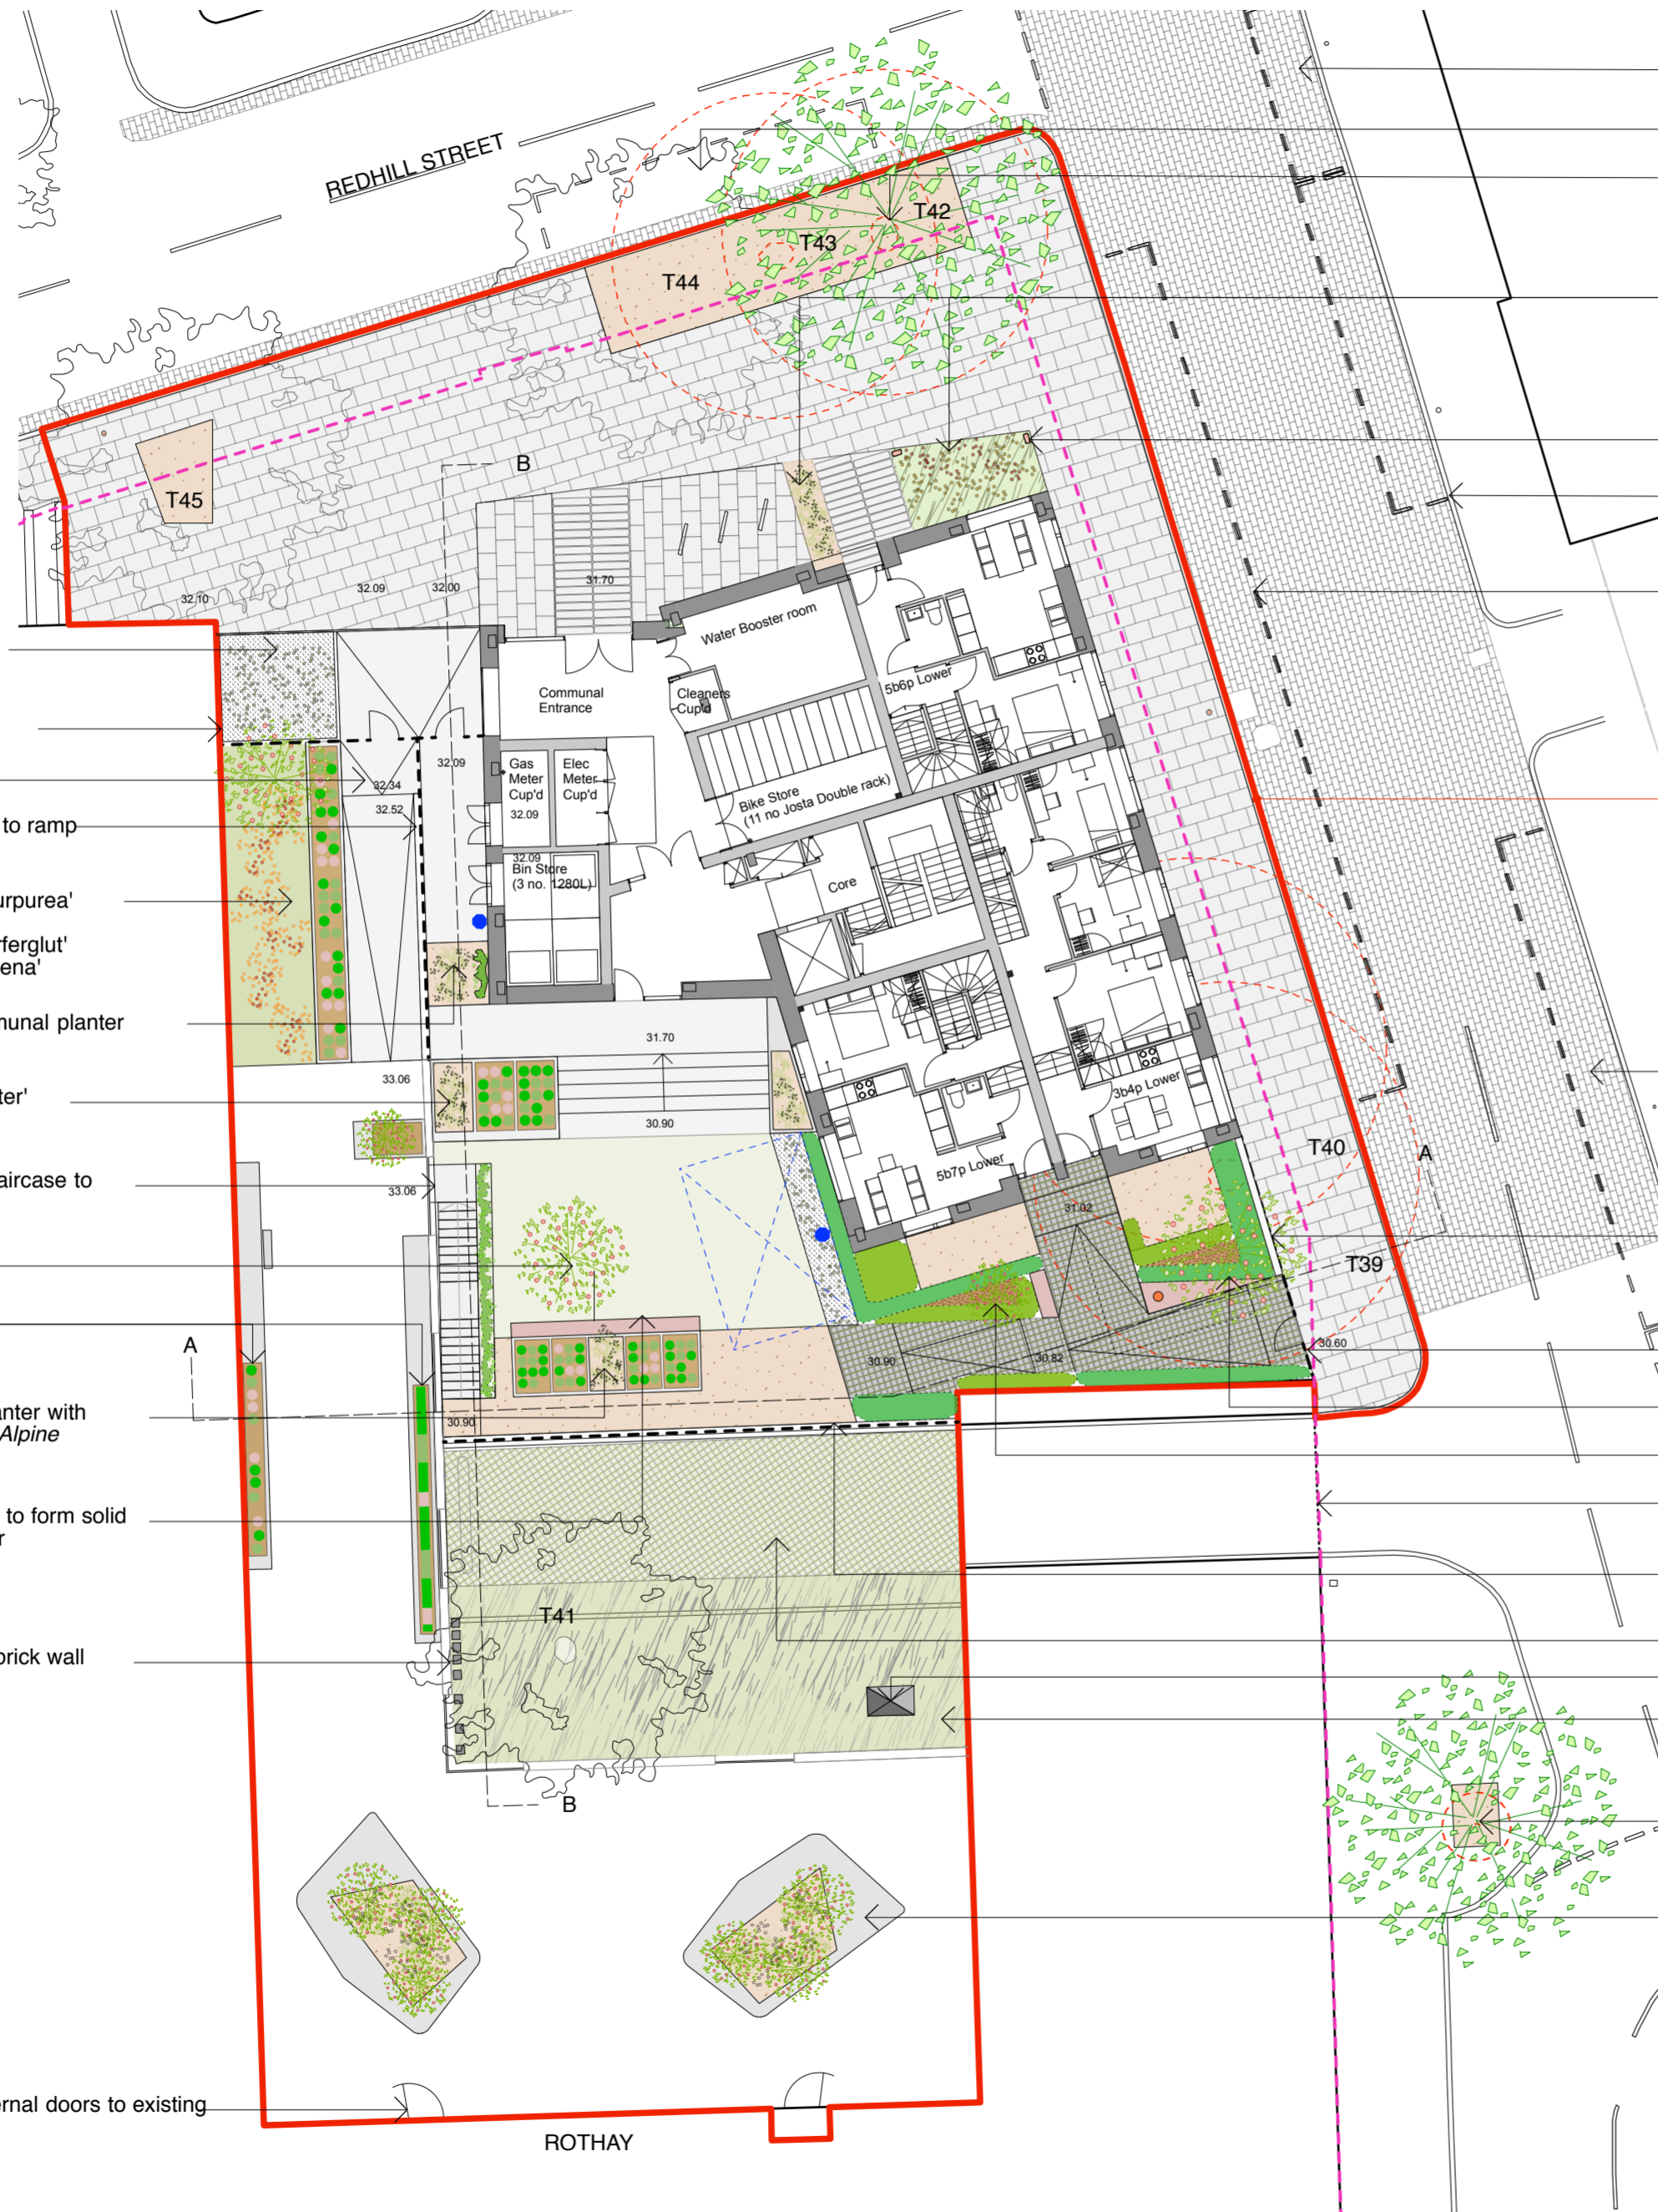 REDHILL STREET
T42
T43
T44
T45
B
32.10
32.09
32.00
31.70
Water Booster room
5b6p Lower
Communal
Entrance
Cleaners
Cup'd
32.09
32.34
32.52
Gas
Meter
Cup'd
32.09
Elec
Meter
Cup'd
Bike Store
(11 no Josta Double rack)
to ramp
32.09
Bin Store
(3 no. 1280L)
Core
urpurea'
rferglut'
ena'
munal planter
31.70
33.06
ter'
30.90
3b4p Lower
T40
A
5b7p Lower
aircase to
33.06
31.02
T39
A
30.60
30.90
30.82
anter with
Alpine
30.90
to form solid
r
T41
brick wall
B
ernal doors to existing
ROTHAY